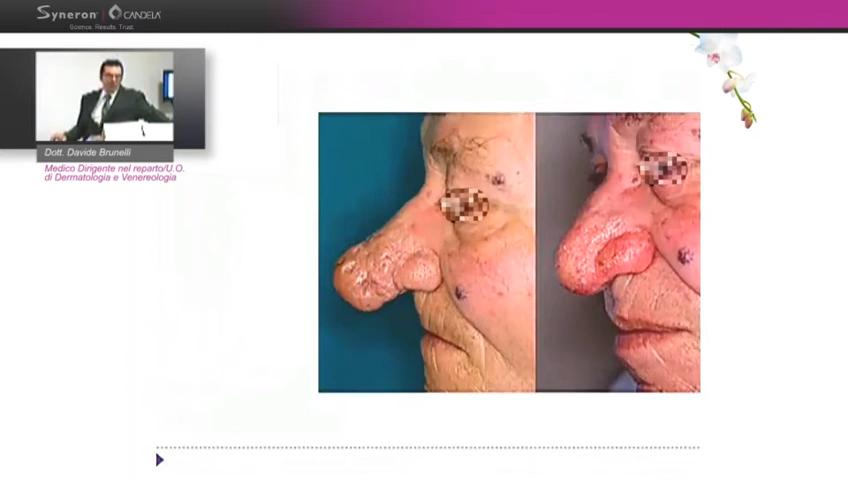 Syneron | CANDELA
Science. Results. Trust.
Dott. Davide Brunelli
Medico Dirigente nel reparto/U.O.
di Dermatologia e Venereologia